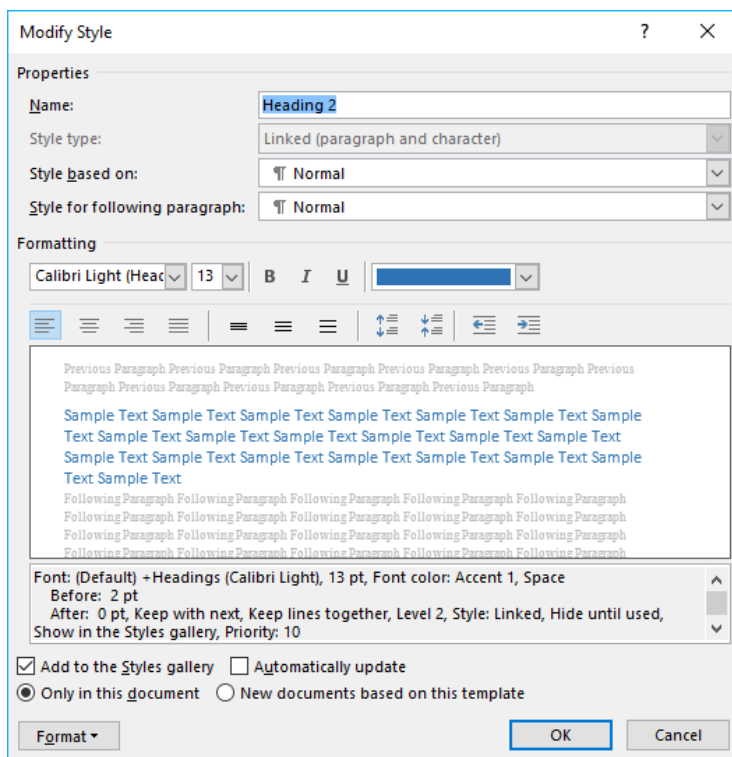 Modify Style ?
Properties
Name: Heading 2
Style type: Linked (paragraph and character)
Style based on: ¶ Normal
Style for following paragraph: ¶ Normal
Formatting
Calibri Light (Head 13 B I U
Previous Paragraph Previous Paragraph Previous Paragraph Previous Paragraph Previous Paragraph Previous
Paragraph Previous Paragraph Previous Paragraph Previous Paragraph Previous Paragraph
Sample Text Sample Text Sample Text Sample Text Sample Text Sample Text Sample
Text Sample Text Sample Text Sample Text Sample Text Sample Text Sample Text
Sample Text Sample Text Sample Text Sample Text Sample Text Sample Text Sample
Text Sample Text
Following Paragraph Following Paragraph Following Paragraph Following Paragraph Following Paragraph
Following Paragraph Following Paragraph Following Paragraph Following Paragraph Following Paragraph
Following Paragraph Following Paragraph Following Paragraph Following Paragraph Following Paragraph
Following Paragraph Following Paragraph Following Paragraph Following Paragraph Following Paragraph
Font: (Default) +Headings (Calibri Light), 13 pt, Font color: Accent 1, Space
Before: 2 pt
After: 0 pt, Keep with next, Keep lines together, Level 2, Style: Linked, Hide until used,
Show in the Styles gallery, Priority: 10
Add to the Styles gallery Automatically update
Only in this document New documents based on this template
Format OK Cancel